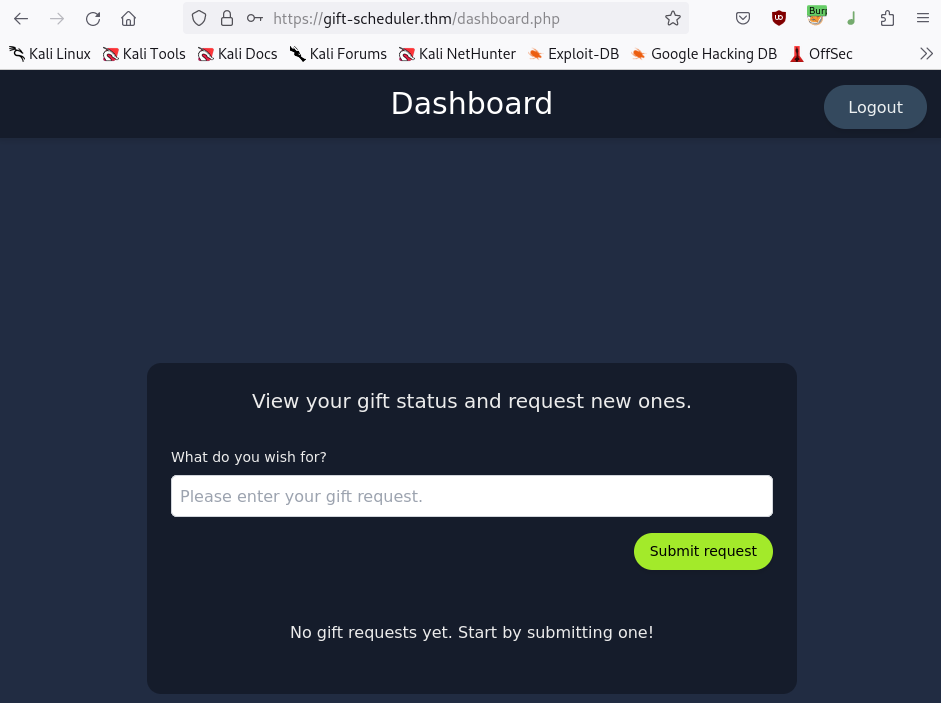 https://gift-scheduler.thm/dashboard.php
Kali Linux Kali Tools Kali Docs Kali Forums Kali NetHunter Exploit-DB Google Hacking DB OffSec
Dashboard
Logout
View your gift status and request new ones.
What do you wish for?
Please enter your gift request.
Submit request
No gift requests yet. Start by submitting one!